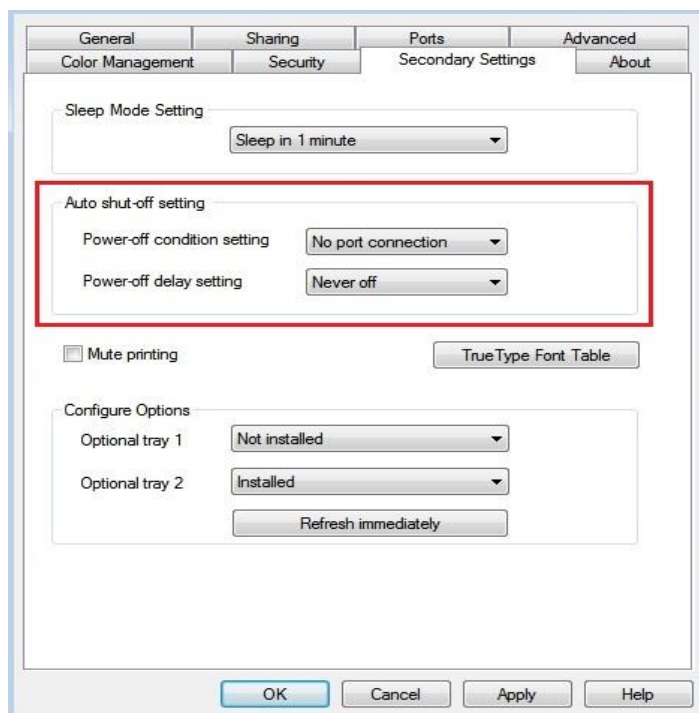 General Sharing Ports Advanced
Color Management Security Secondary Settings About
Sleep Mode Setting
Sleep in 1 minute
Auto shut-off setting
Power-off condition setting No port connection
Power-off delay setting Never off
Mute printing TrueType Font Table
Configure Options
Optional tray 1 Not installed
Optional tray 2 Installed
Refresh immediately
OK Cancel Apply Help